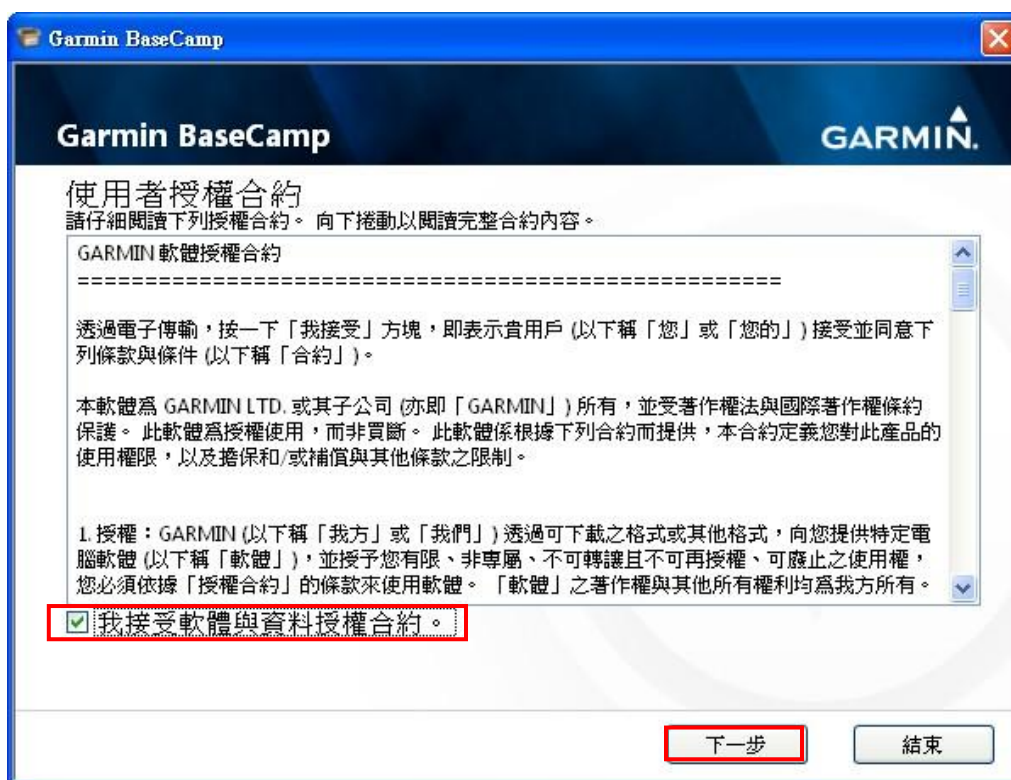 Garmin BaseCamp
Garmin BaseCamp
GARMIN.
使用者授權合約
請仔細閱讀下列授權合約。 向下捲動以閱讀完整合約內容。
GARMIN 軟體授權合約
====================================================
透過電子傳輸，按一下「我接受」方塊，即表示貴用戶 (以下稱「您」或「您的」) 接受並同意下
列條款與條件 (以下稱「合約」)。
本軟體為 GARMIN LTD. 或其子公司 (亦即「GARMIN」) 所有，並受著作權法與國際著作權條約
保護。 此軟體為授權使用，而非買斷。 此軟體係根據下列合約而提供，本合約定義您對此產品的
使用權限，以及擔保和/或補償與其他條款之限制。
1. 授權：GARMIN (以下稱「我方」或「我們」) 透過可下載之格式或其他格式，向您提供特定電
腦軟體 (以下稱「軟體」)，並授予您有限、非專屬、不可轉讓且不可再授權、可廢止之使用權，
您必須依據「授權合約」的條款來使用軟體。 「軟體」之著作權與其他所有權利均為我方所有。
我接受軟體與資料授權合約。
下一步
結束